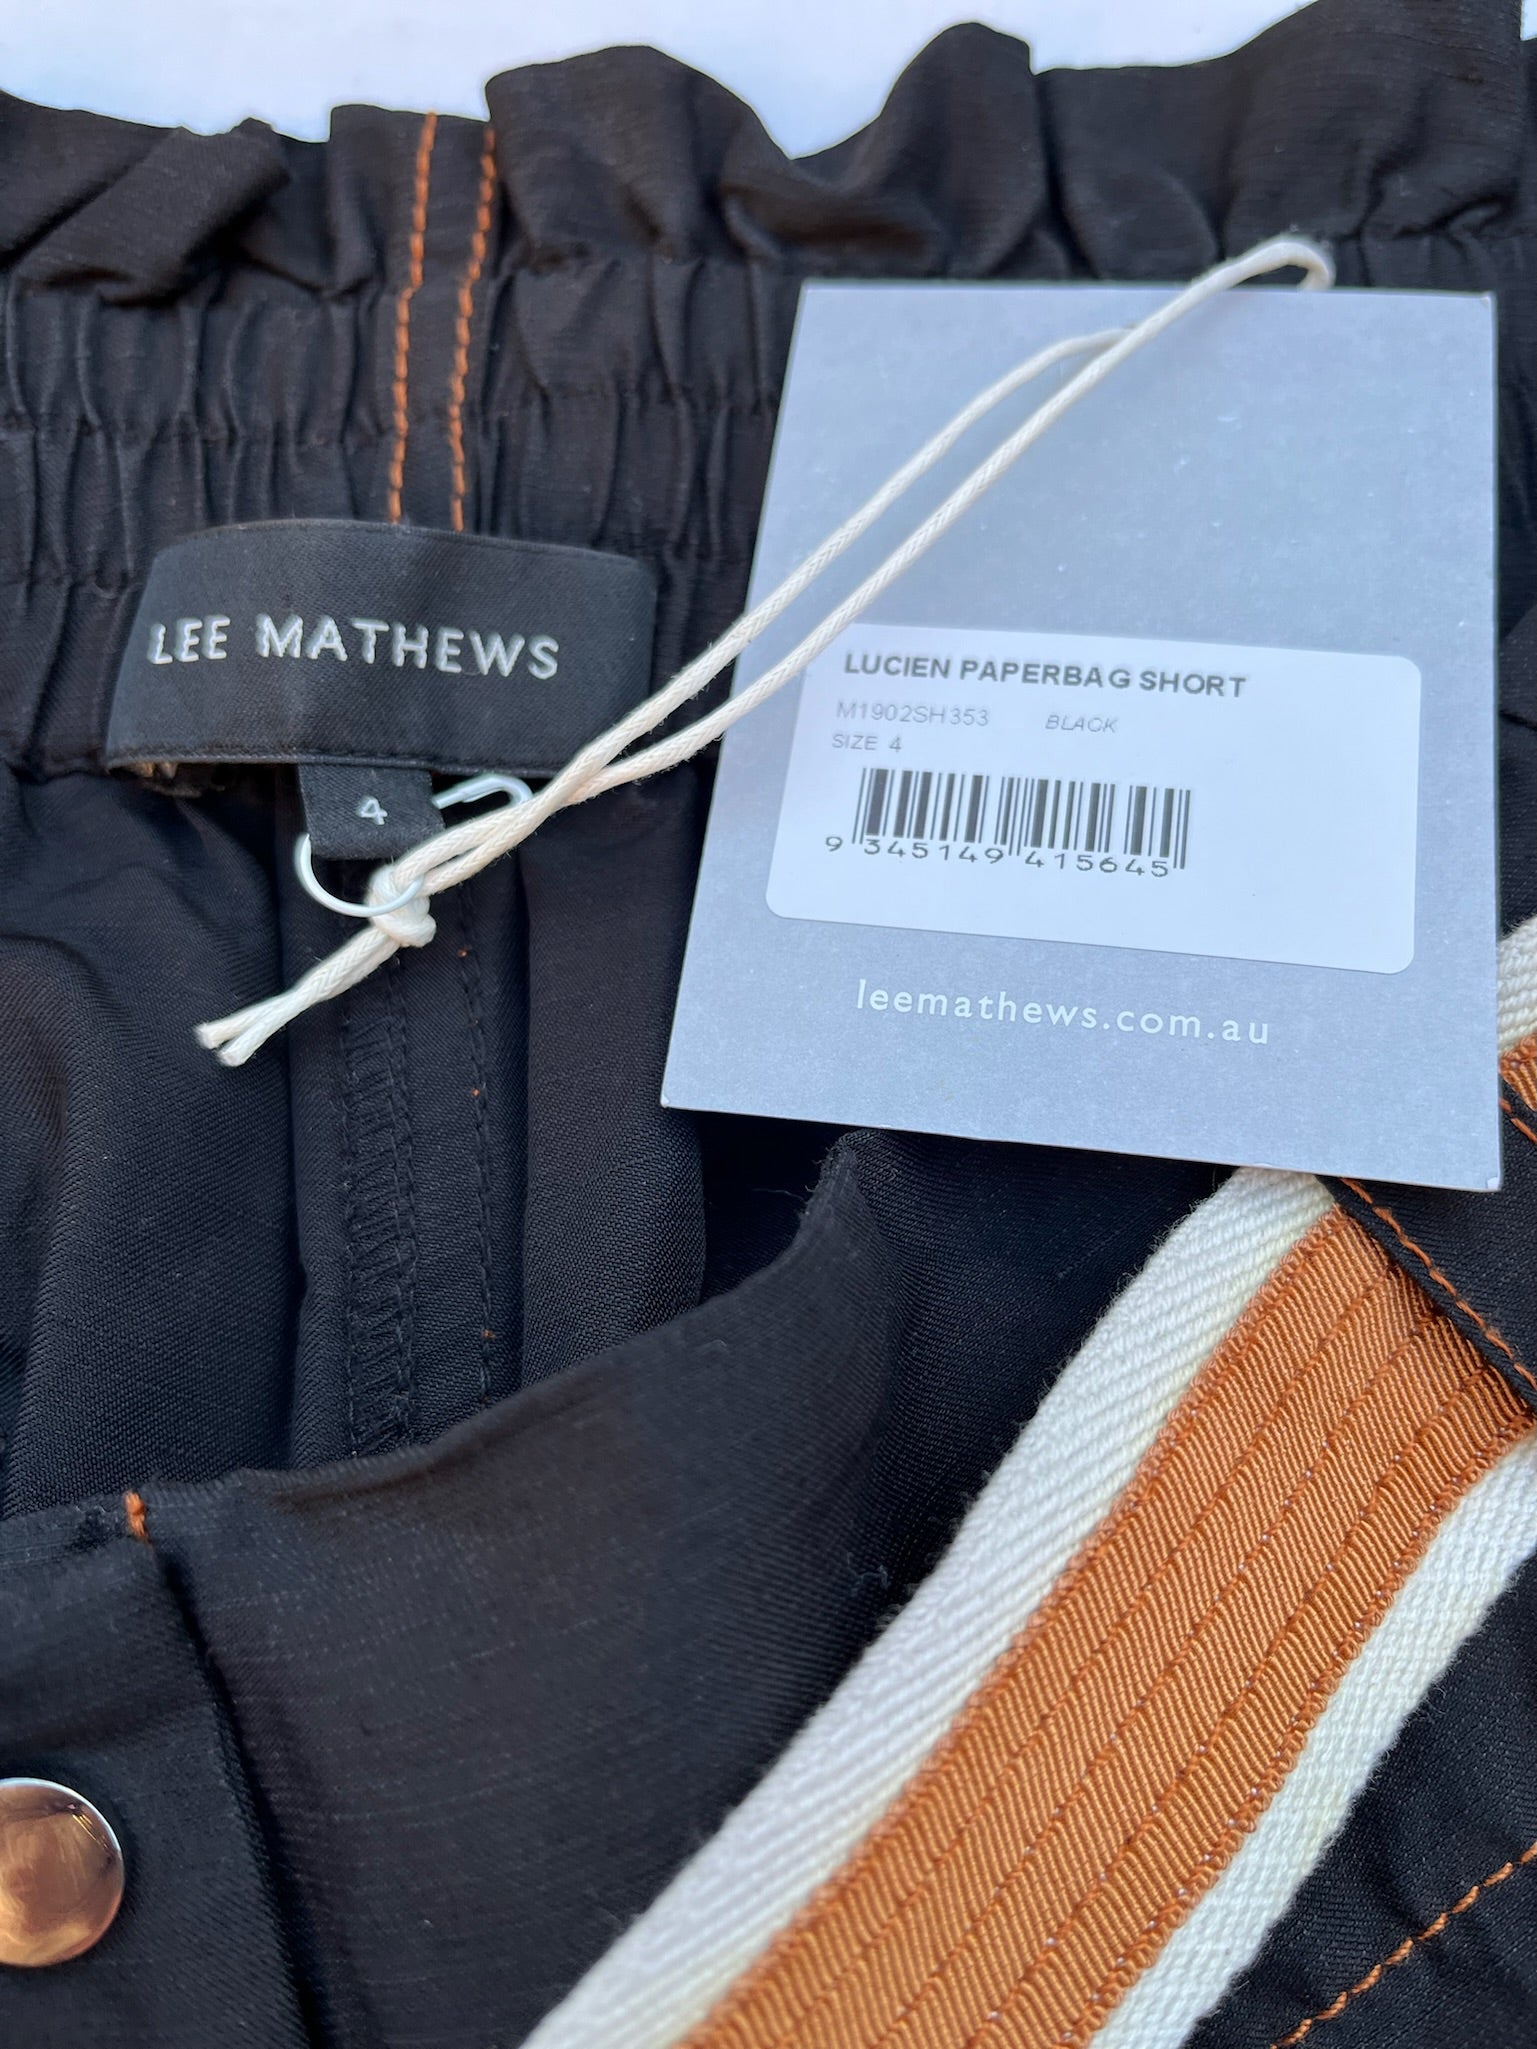 LEE MATHEWS
4
LUCIEN PAPERBAG SHORT
M1902SH353 BLACK
SIZE 4
9 345149 415645
leemathews.com.au